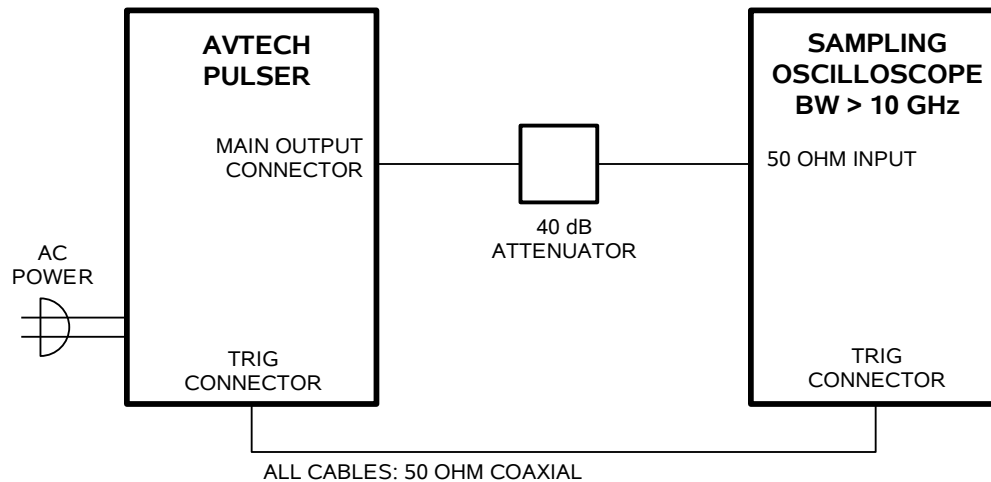 AVTECH
PULSER
MAIN OUTPUT
CONNECTOR
AC
POWER
TRIG
CONNECTOR
40 dB
ATTENUATOR
SAMPLING
OSCILLOSCOPE
BW > 10 GHz
50 OHM INPUT
TRIG
CONNECTOR
ALL CABLES: 50 OHM COAXIAL